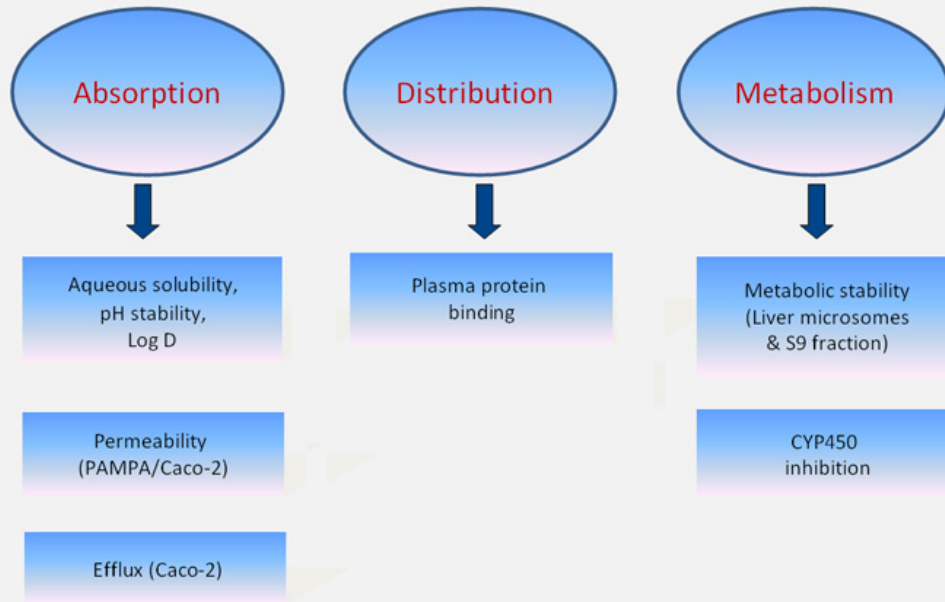 Absorption
Distribution
Metabolism
Aqueous solubility,
pH stability,
Log D
Plasma protein
binding
Metabolic stability
(Liver microsomes
& S9 fraction)
Permeability
(PAMPA/Caco-2)
CYP450
inhibition
Efflux (Caco-2)